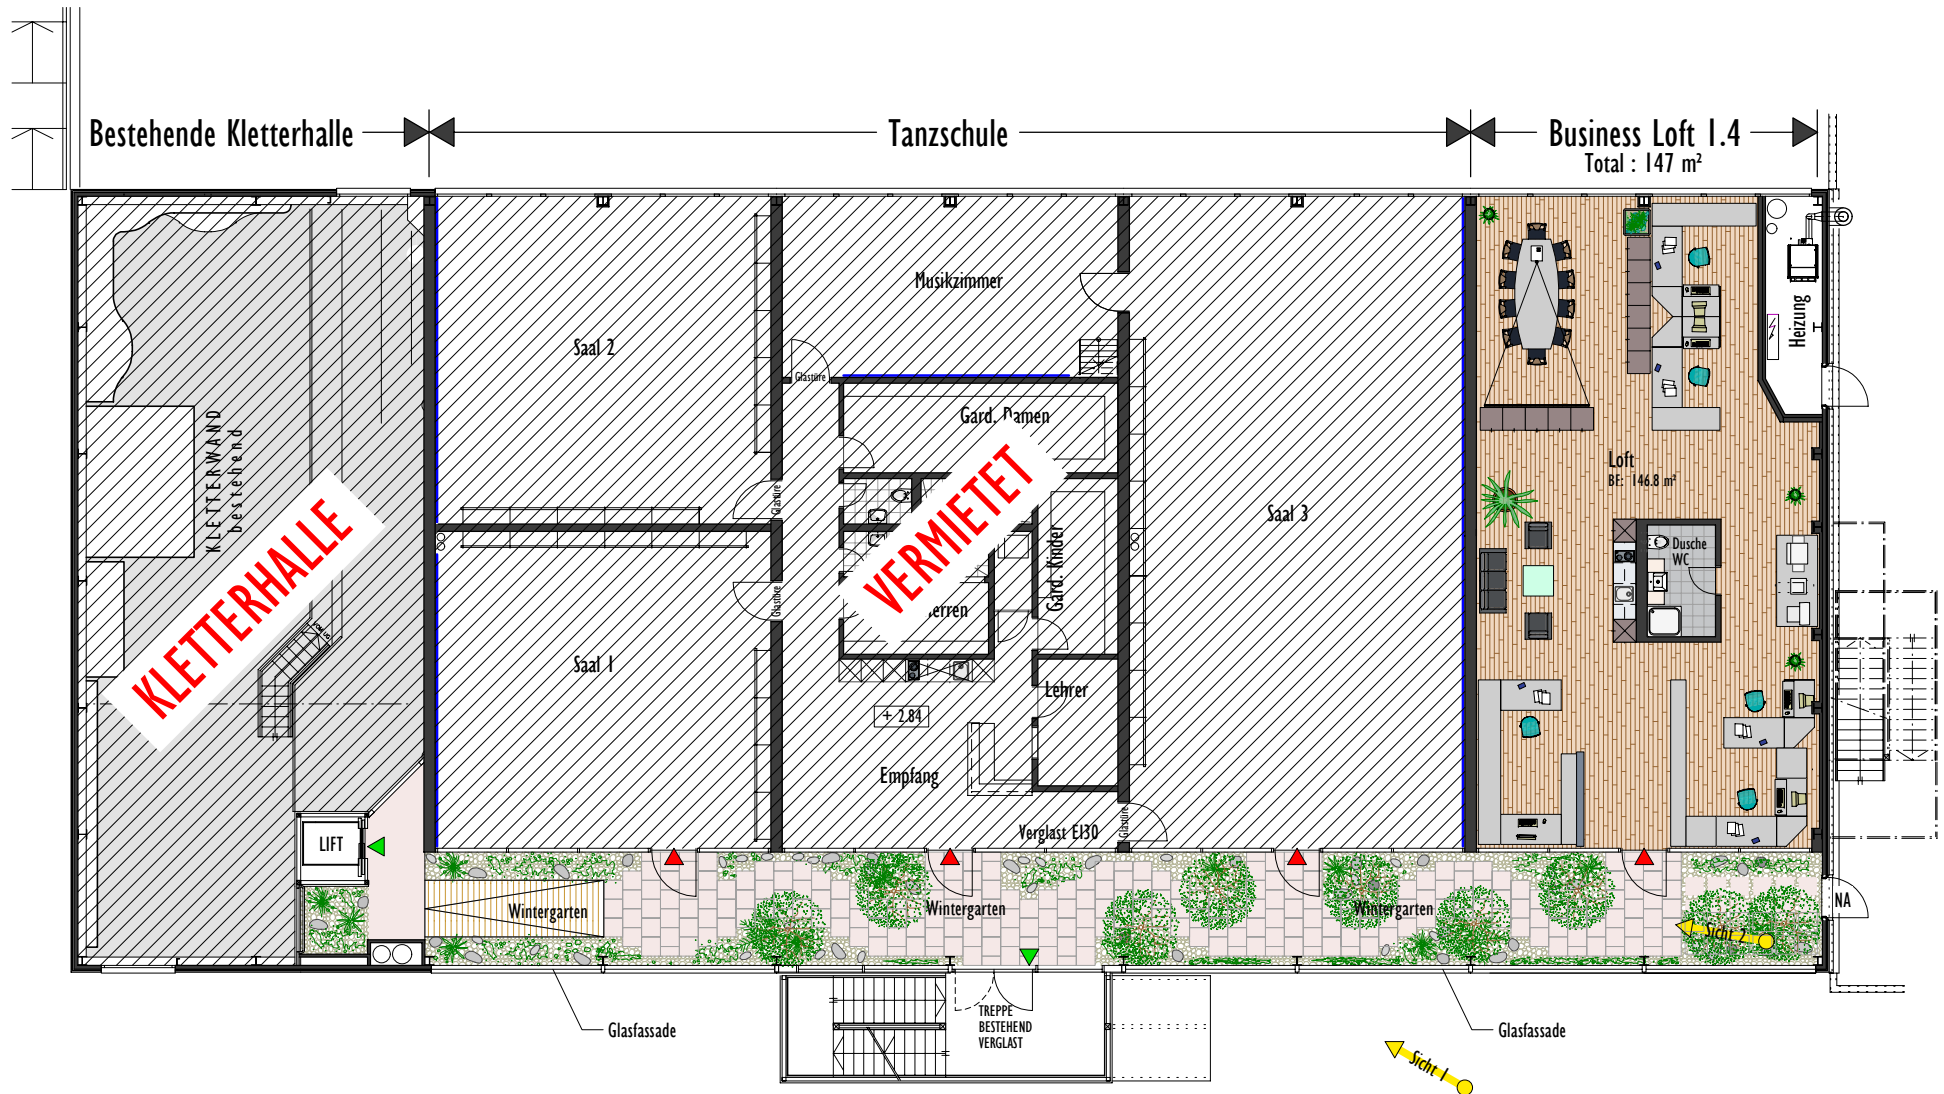 Bestehende Kletterhalle
Tanzschule
Business Loft 1.4
Total : 147 m²
Musikzimmer
Saal 2
Glastüre
Gard. Damen
Heizung
KLETTERWAND
bestehend
KLETTERHALLE
VERMIETET
Glastüre
Saal 3
Loft
BF: 146.8 m²
Dusche
WC
Gard. Kinder
Glastüre
Herren
Saal 1
Lehrer
+ 2.84
Empfang
Verglast EI30
Glastüre
LIFT
Wintergarten
Wintergarten
Wintergarten
Sicht 2
NA
TREPPE
BESTEHEND
VERGLAST
Glasfassade
Glasfassade
Sicht 1